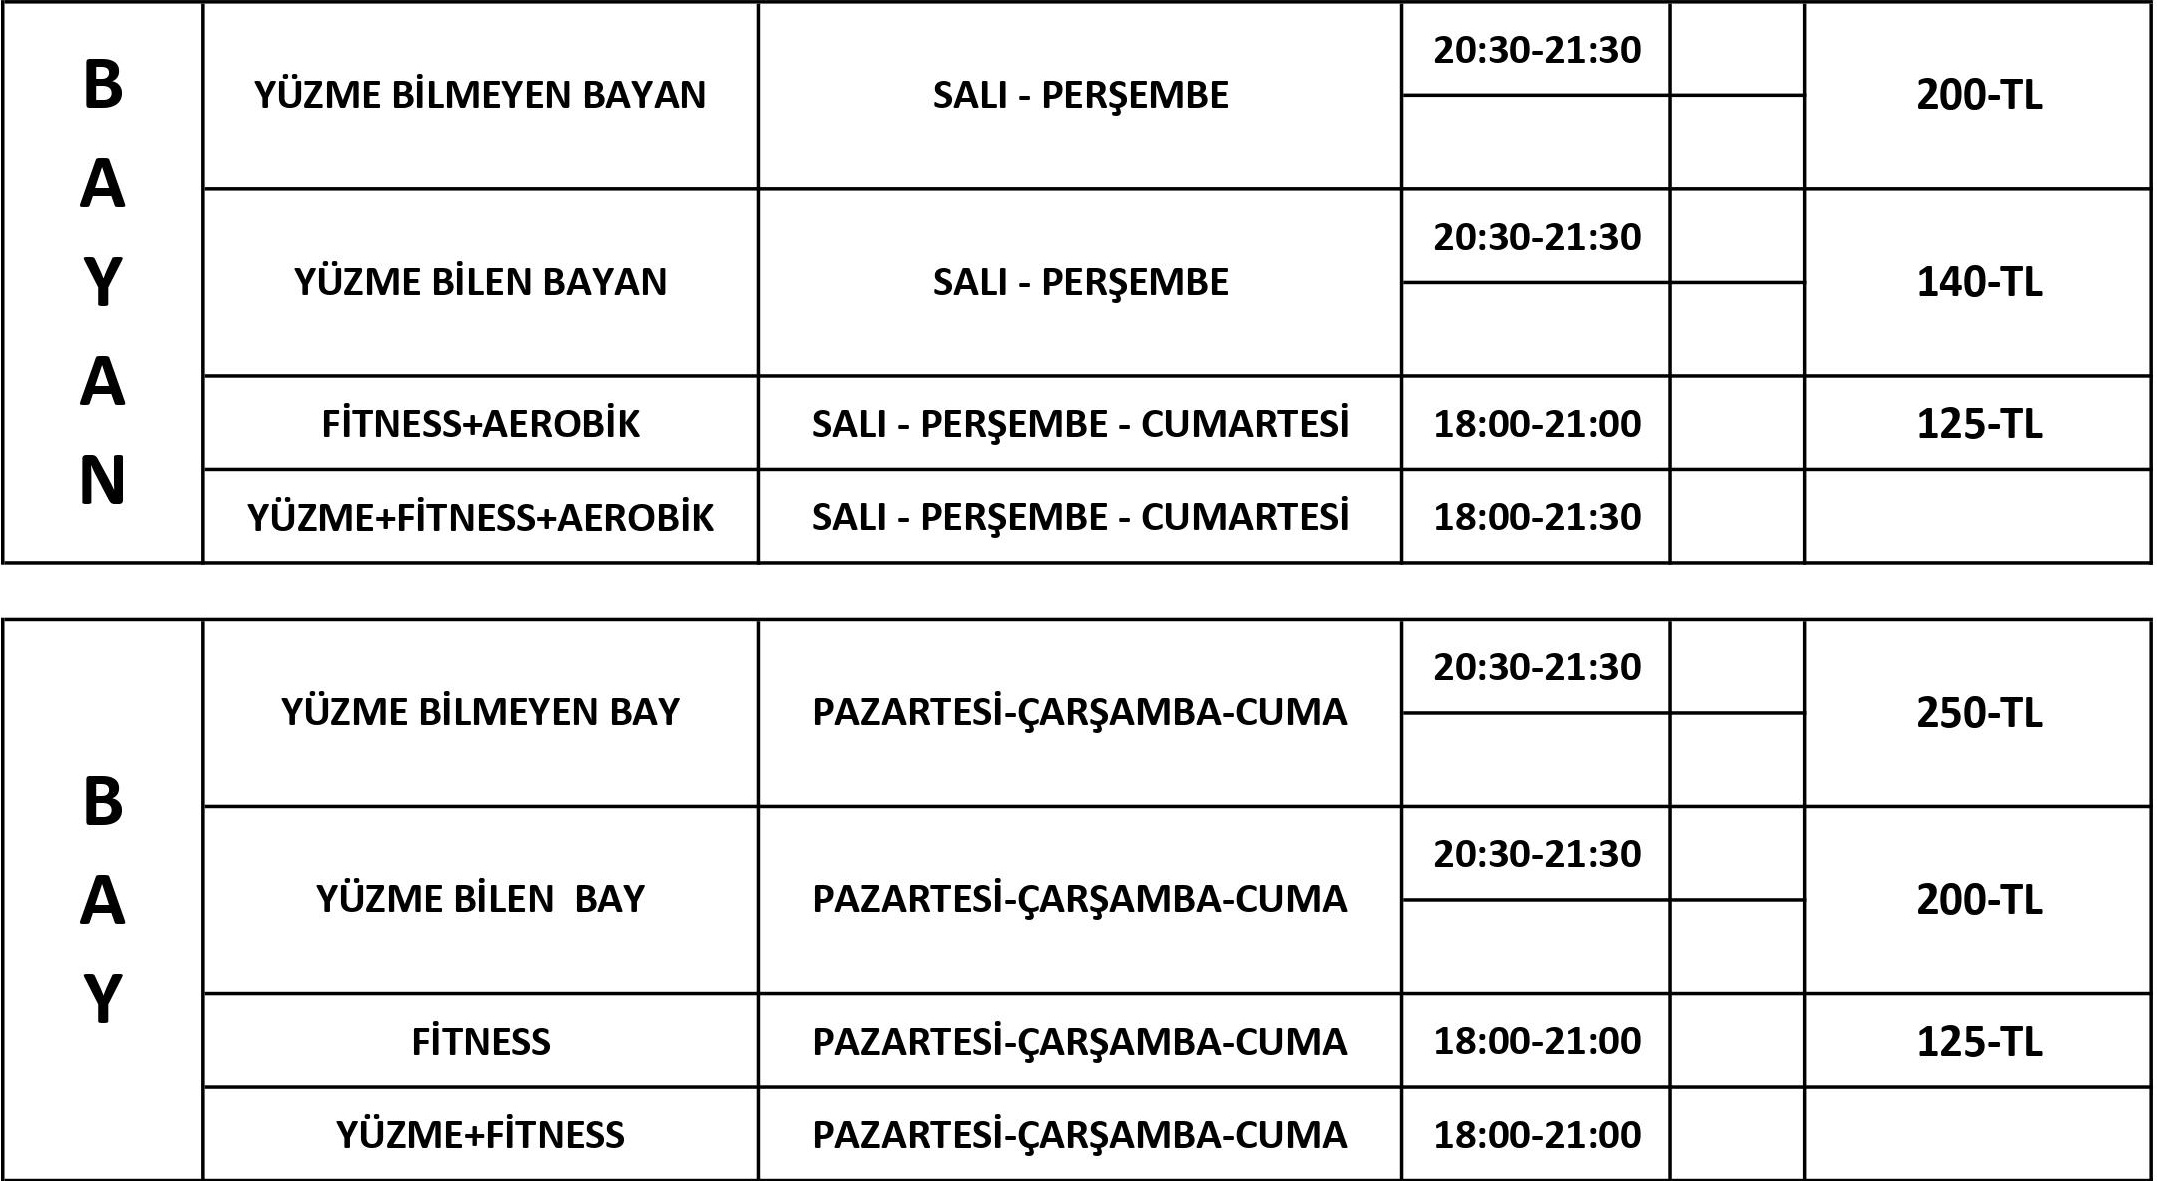 BAYAN
YÜZME BİLMEYEN BAYAN SALI - PERŞEMBE 20:30-21:30 200-TL
YÜZME BİLEN BAYAN SALI - PERŞEMBE 20:30-21:30 140-TL
FİTNESS+AEROBİK SALI - PERŞEMBE - CUMARTESİ 18:00-21:00 125-TL
YÜZME+FİTNESS+AEROBİK SALI - PERŞEMBE - CUMARTESİ 18:00-21:30
BAY
YÜZME BİLMEYEN BAY PAZARTESİ-ÇARŞAMBA-CUMA 20:30-21:30 250-TL
YÜZME BİLEN  BAY PAZARTESİ-ÇARŞAMBA-CUMA 20:30-21:30 200-TL
FİTNESS PAZARTESİ-ÇARŞAMBA-CUMA 18:00-21:00 125-TL
YÜZME+FİTNESS PAZARTESİ-ÇARŞAMBA-CUMA 18:00-21:00